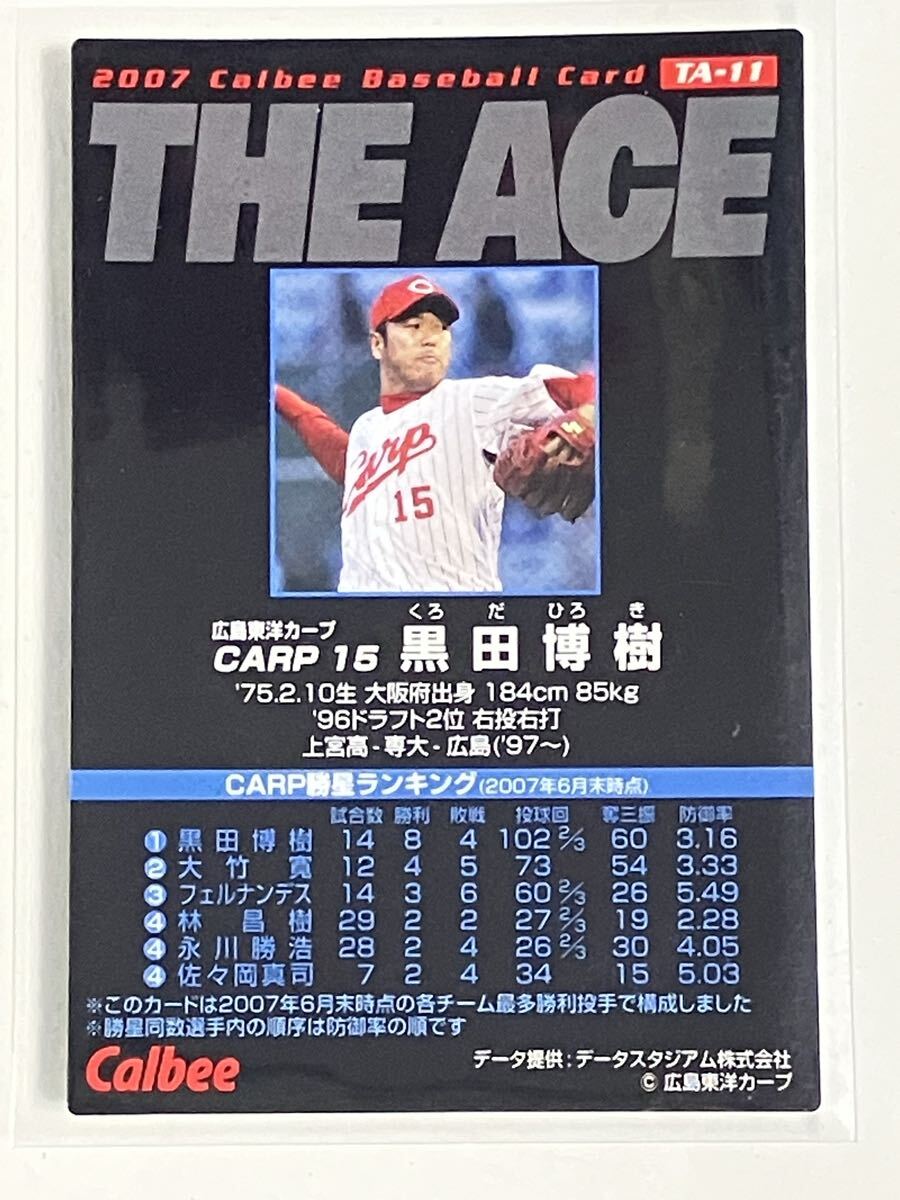 2007 Calbee Baseball Card TA-11
THE ACE
Carp
15
くろ だ ひろ き
広島東洋カープ
CARP 15 黒田博樹
'75.2.10生 大阪府出身 184cm 85kg
'96ドラフト2位 右投右打
上宮高-専大-広島('97〜)
CARP勝星ランキング(2007年6月末時点)
試合数 勝利 敗戦 投球回 奪三振 防御率
① 黒田博樹 14 8 4 102 2/3 60 3.16
② 大竹 寛 12 4 5 73 54 3.33
③ フェルナンデス 14 3 6 60 2/3 26 5.49
④ 林 昌樹 29 2 2 27 2/3 19 2.28
④ 永川勝浩 28 2 4 26 2/3 30 4.05
④ 佐々岡真司 7 2 4 34 15 5.03
※このカードは2007年6月末時点の各チーム最多勝利投手で構成しました
※勝星同数選手内の順序は防御率の順です
Calbee
データ提供:データスタジアム株式会社
© 広島東洋カープ